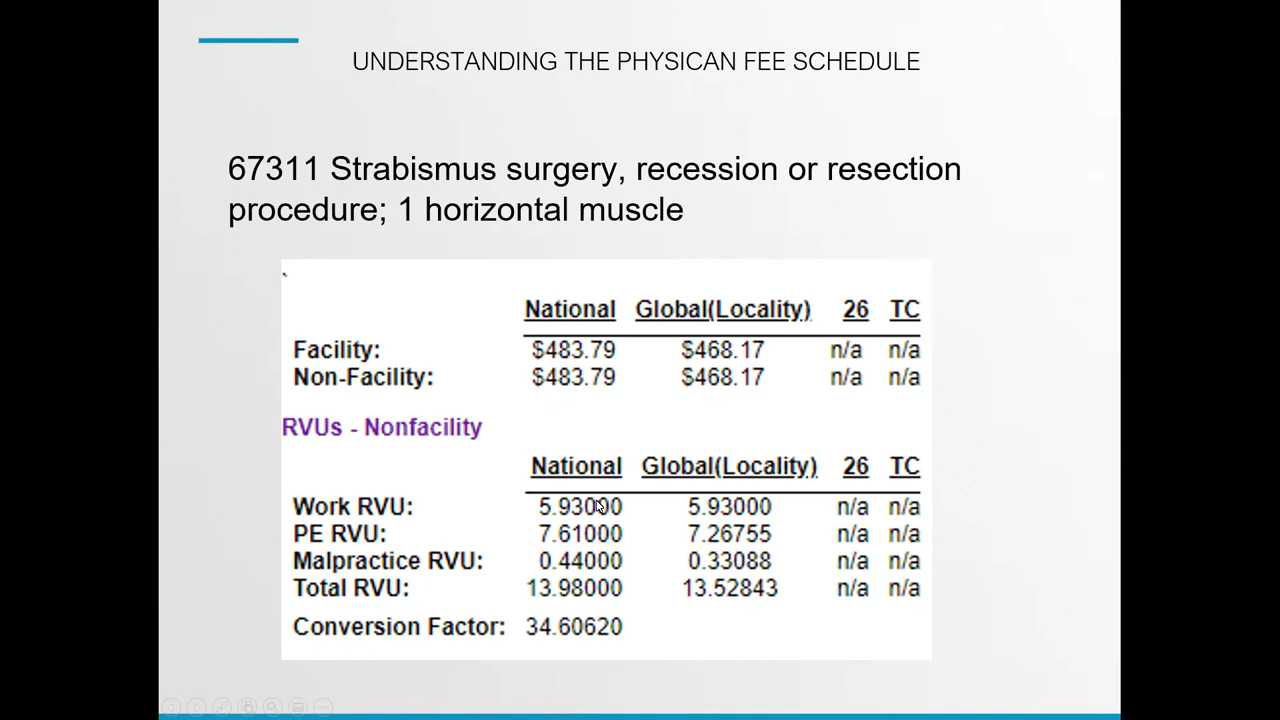 UNDERSTANDING THE PHYSICAN FEE SCHEDULE
67311 Strabismus surgery, recession or resection
procedure; 1 horizontal muscle
National Global(Locality) 26 TC
Facility: $483.79 $468.17 n/a n/a
Non-Facility: $483.79 $468.17 n/a n/a
RVUs - Nonfacility
National Global(Locality) 26 TC
Work RVU: 5.93000 5.93000 n/a n/a
PE RVU: 7.61000 7.26755 n/a n/a
Malpractice RVU: 0.44000 0.33088 n/a n/a
Total RVU: 13.98000 13.52843 n/a n/a
Conversion Factor: 34.60620